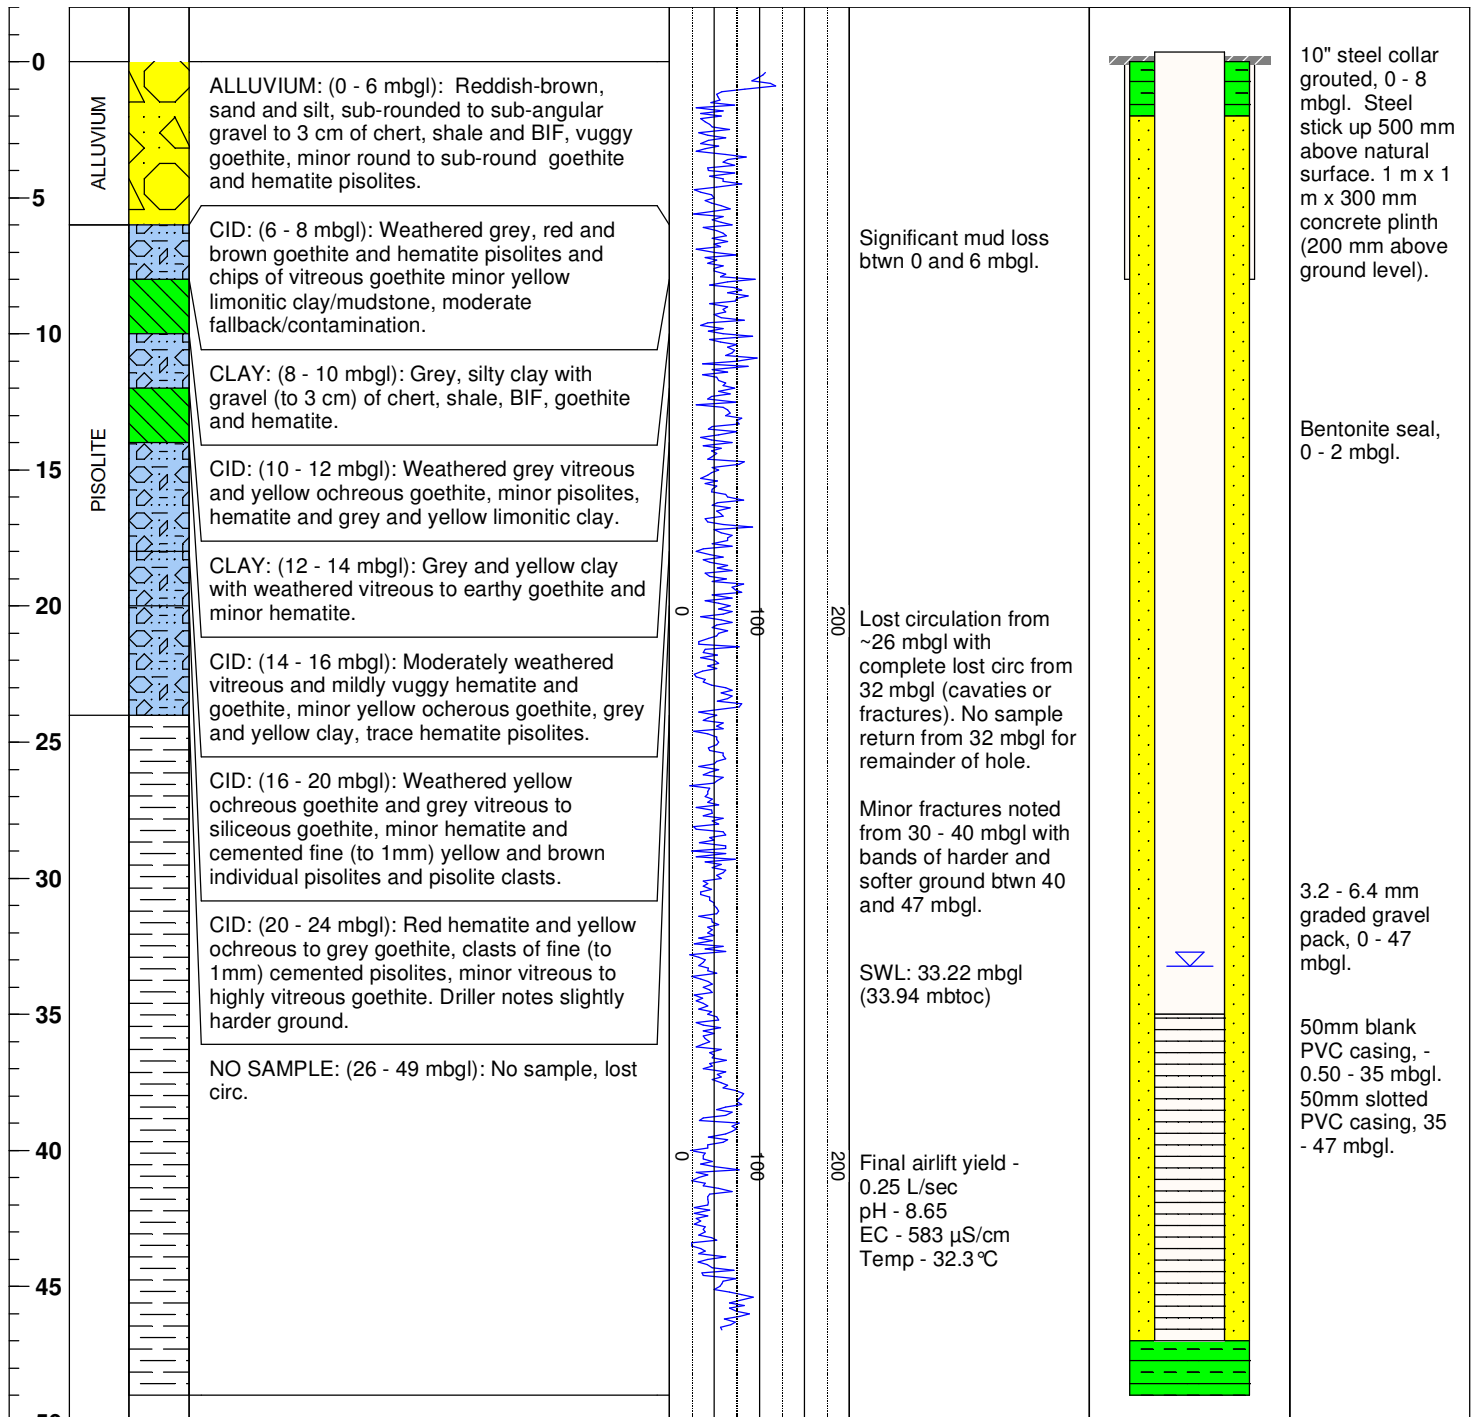 0
5
10
15
20
25
30
35
40
45
ALLUVIUM
PISOLITE
ALLUVIUM: (0 - 6 mbgl): Reddish-brown,
sand and silt, sub-rounded to sub-angular
gravel to 3 cm of chert, shale and BIF, vuggy
goethite, minor round to sub-round goethite
and hematite pisolites.
CID: (6 - 8 mbgl): Weathered grey, red and
brown goethite and hematite pisolites and
chips of vitreous goethite minor yellow
limonitic clay/mudstone, moderate
fallback/contamination.
CLAY: (8 - 10 mbgl): Grey, silty clay with
gravel (to 3 cm) of chert, shale, BIF, goethite
and hematite.
CID: (10 - 12 mbgl): Weathered grey vitreous
and yellow ochreous goethite, minor pisolites,
hematite and grey and yellow limonitic clay.
CLAY: (12 - 14 mbgl): Grey and yellow clay
with weathered vitreous to earthy goethite and
minor hematite.
CID: (14 - 16 mbgl): Moderately weathered
vitreous and mildly vuggy hematite and
goethite, minor yellow ocherous goethite, grey
and yellow clay, trace hematite pisolites.
CID: (16 - 20 mbgl): Weathered yellow
ochreous goethite and grey vitreous to
siliceous goethite, minor hematite and
cemented fine (to 1mm) yellow and brown
individual pisolites and pisolite clasts.
CID: (20 - 24 mbgl): Red hematite and yellow
ochreous to grey goethite, clasts of fine (to
1mm) cemented pisolites, minor vitreous to
highly vitreous goethite. Driller notes slightly
harder ground.
NO SAMPLE: (26 - 49 mbgl): No sample, lost
circ.
0
100
200
0
100
200
Significant mud loss
btwn 0 and 6 mbgl.
Lost circulation from
~26 mbgl with
complete lost circ from
32 mbgl (cavaties or
fractures). No sample
return from 32 mbgl for
remainder of hole.
Minor fractures noted
from 30 - 40 mbgl with
bands of harder and
softer ground btwn 40
and 47 mbgl.
SWL: 33.22 mbgl
(33.94 mbtoc)
Final airlift yield -
0.25 L/sec
pH - 8.65
EC - 583 µS/cm
Temp - 32.3°C
10" steel collar
grouted, 0 - 8
mbgl. Steel
stick up 500 mm
above natural
surface. 1 m x 1
m x 300 mm
concrete plinth
(200 mm above
ground level).
Bentonite seal,
0 - 2 mbgl.
3.2 - 6.4 mm
graded gravel
pack, 0 - 47
mbgl.
50mm blank
PVC casing, -
0.50 - 35 mbgl.
50mm slotted
PVC casing, 35
- 47 mbgl.